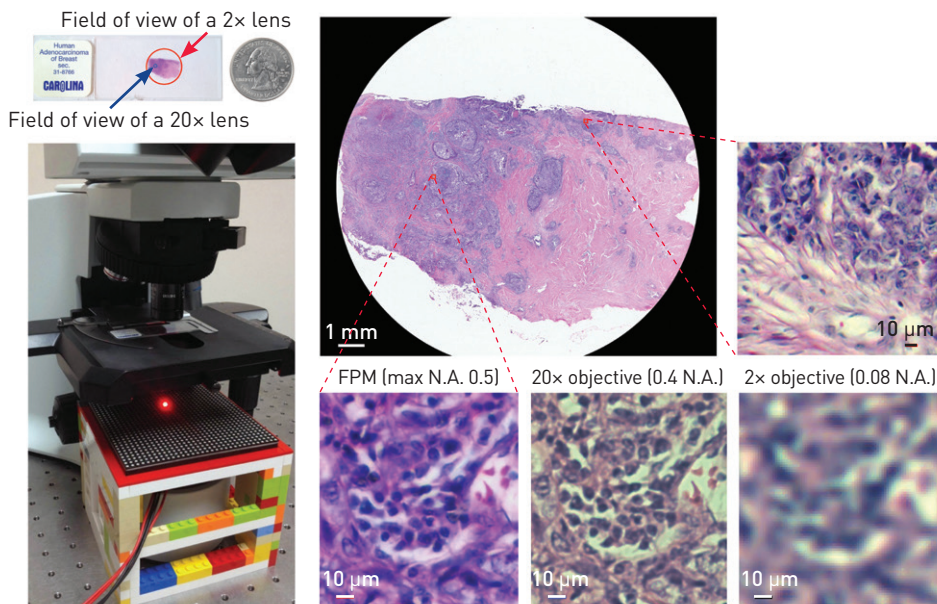 Field of view of a 2× lens
Human
Adenocarcinoma
of Breast
sec.
31-8766
CAROLINA
Field of view of a 20× lens
1 mm
10 μm
FPM (max N.A. 0.5)
20× objective (0.4 N.A.)
2× objective (0.08 N.A.)
10 μm
10 μm
10 μm